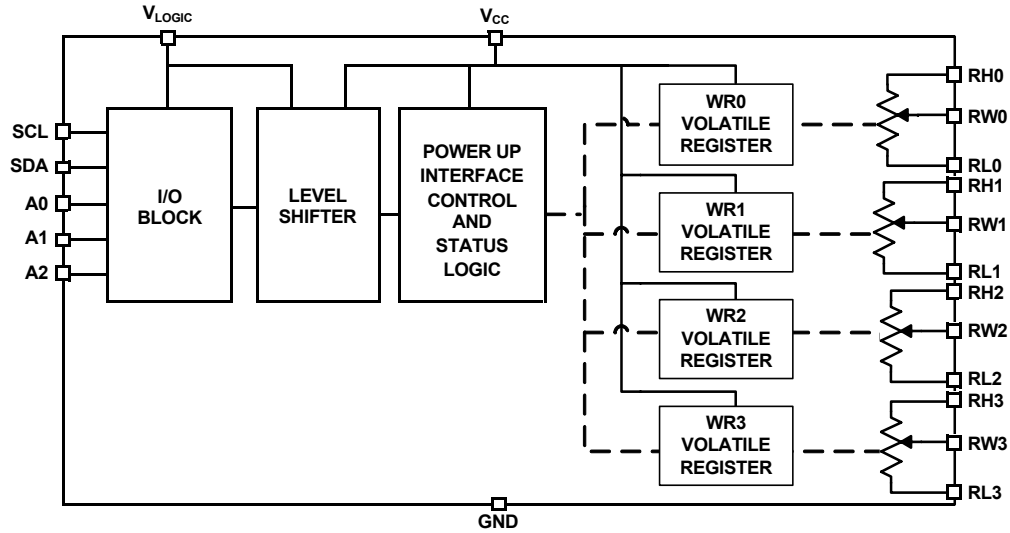 VLOGIC
VCC
SCL
SDA
A0
A1
A2
I/O
BLOCK
LEVEL
SHIFTER
POWER UP
INTERFACE
CONTROL
AND
STATUS
LOGIC
WR0
VOLATILE
REGISTER
WR1
VOLATILE
REGISTER
WR2
VOLATILE
REGISTER
WR3
VOLATILE
REGISTER
RH0
RW0
RL0
RH1
RW1
RL1
RH2
RW2
RL2
RH3
RW3
RL3
GND